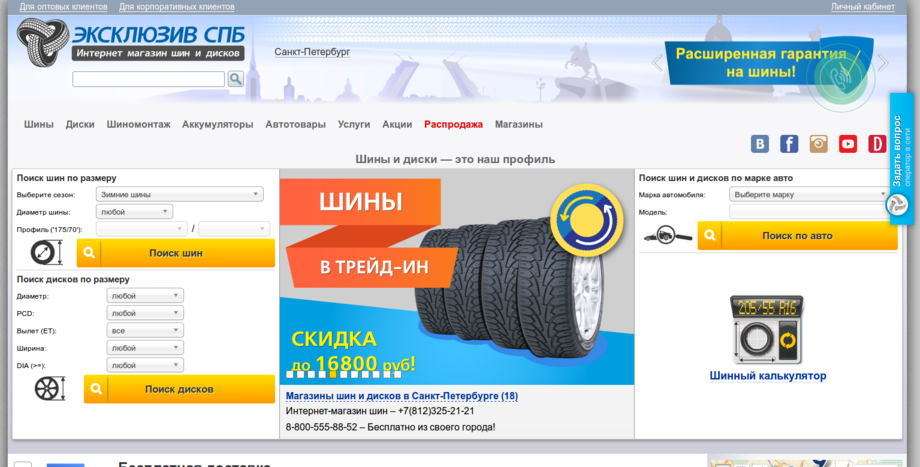 Для оптовых клиентов Для корпоративных клиентов Личный кабинет
ЭКСКЛЮЗИВ СПБ
Интернет магазин шин и дисков
Санкт-Петербург
Расширенная гарантия
на шины!
Шины Диски Шиномонтаж Аккумуляторы Автотовары Услуги Акции Распродажа Магазины
Задать вопрос
оператор в сети
Шины и диски — это наш профиль
Поиск шин по размеру
Выберите сезон: Зимние шины
Диаметр шины: любой
Профиль ('175/70'): /
Поиск шин
Поиск дисков по размеру
Диаметр: любой
PCD: любой
Вылет (ET): все
Ширина: любой
DIA (>=): любой
Поиск дисков
ШИНЫ
В ТРЕЙД-ИН
СКИДКА
до 16800 руб!
Магазины шин и дисков в Санкт-Петербурге (18)
Интернет-магазин шин – +7(812)325-21-21
8-800-555-88-52 – Бесплатно из своего города!
Поиск шин и дисков по марке авто
Марка автомобиля: Выберите марку
Модель:
Поиск по авто
205/55 R16
Шинный калькулятор
Бесплатная доставка